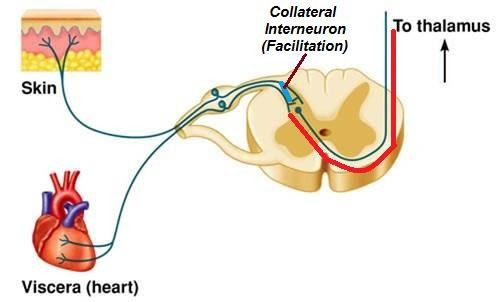 Collateral
Interneuron
(Facilitation)
To thalamus
Skin
Viscera (heart)